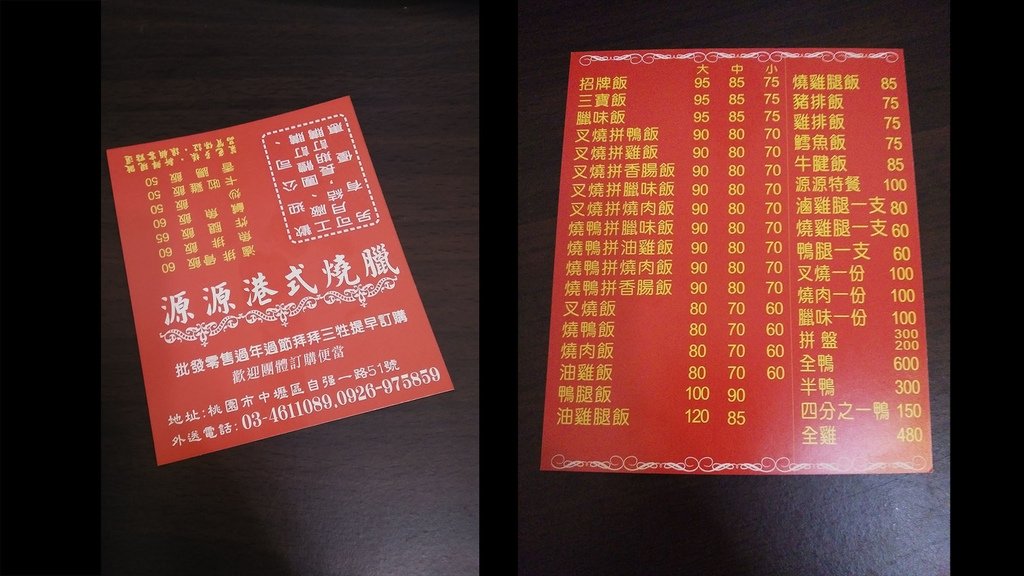 源源港式燒臘
批發零售過年過節拜拜三牲提早訂購
歡迎團體訂購便當
地址:桃園市中壢區自強一路51號
外送電話: 03-4611089.0926-975859
大 中 小
招牌飯 95 85 75
三寶飯 95 85 75
臘味飯 95 85 75
叉燒拼鴨飯 90 80 70
叉燒拼雞飯 90 80 70
叉燒拼香腸飯 90 80 70
叉燒拼臘味飯 90 80 70
叉燒拼燒肉飯 90 80 70
燒鴨拼臘味飯 90 80 70
燒鴨拼油雞飯 90 80 70
燒鴨拼燒肉飯 90 80 70
燒鴨拼香腸飯 90 80 70
叉燒飯 80 70 60
燒鴨飯 80 70 60
燒肉飯 80 70 60
油雞飯 80 70 60
鴨腿飯 100 90
油雞腿飯 120 85
燒雞腿飯 85
豬排飯 75
雞排飯 75
鱈魚飯 75
牛腱飯 85
源源特餐 100
滷雞腿一支 80
燒雞腿一支 60
鴨腿一支 60
叉燒一份 100
燒肉一份 100
臘味一份 100
拼盤 300
200
全鴨 600
半鴨 300
四分之一鴨 150
全雞 480